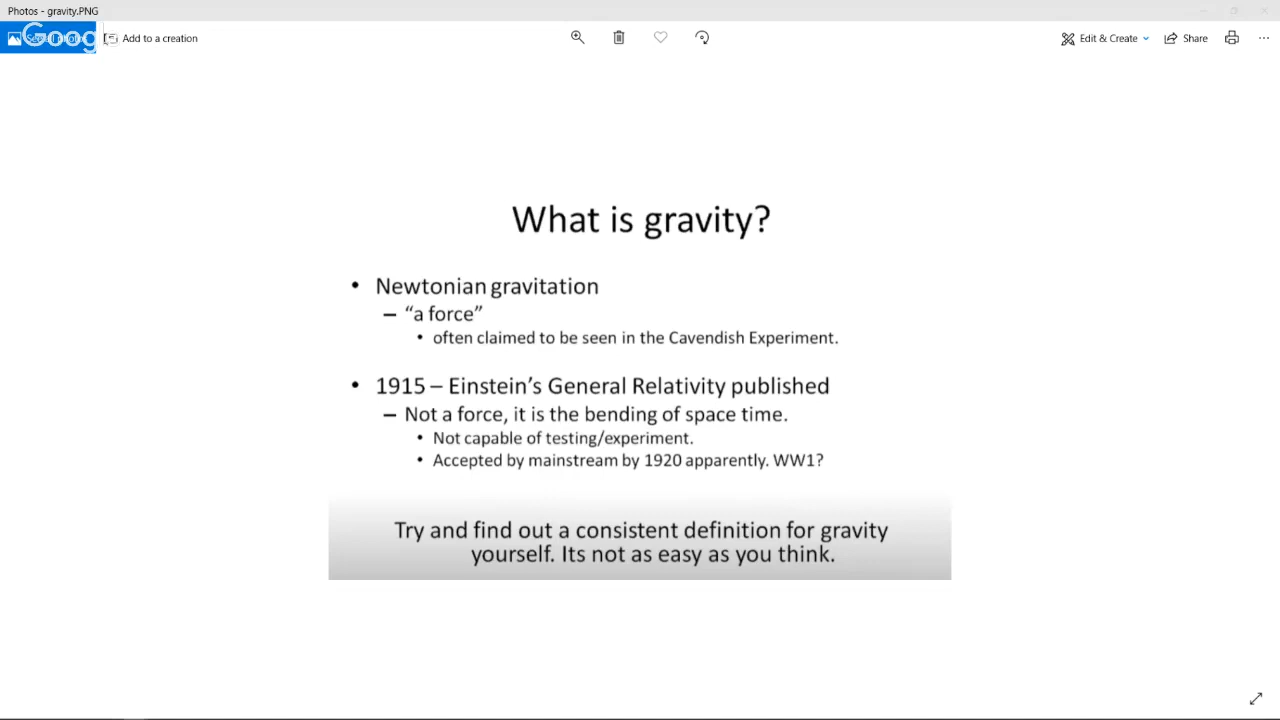 Photos - gravity.PNG
Goog
Add to a creation
Edit & Create
Share
What is gravity?
• Newtonian gravitation
– “a force”
• often claimed to be seen in the Cavendish Experiment.
• 1915 – Einstein’s General Relativity published
– Not a force, it is the bending of space time.
• Not capable of testing/experiment.
• Accepted by mainstream by 1920 apparently. WW1?
Try and find out a consistent definition for gravity
yourself. Its not as easy as you think.